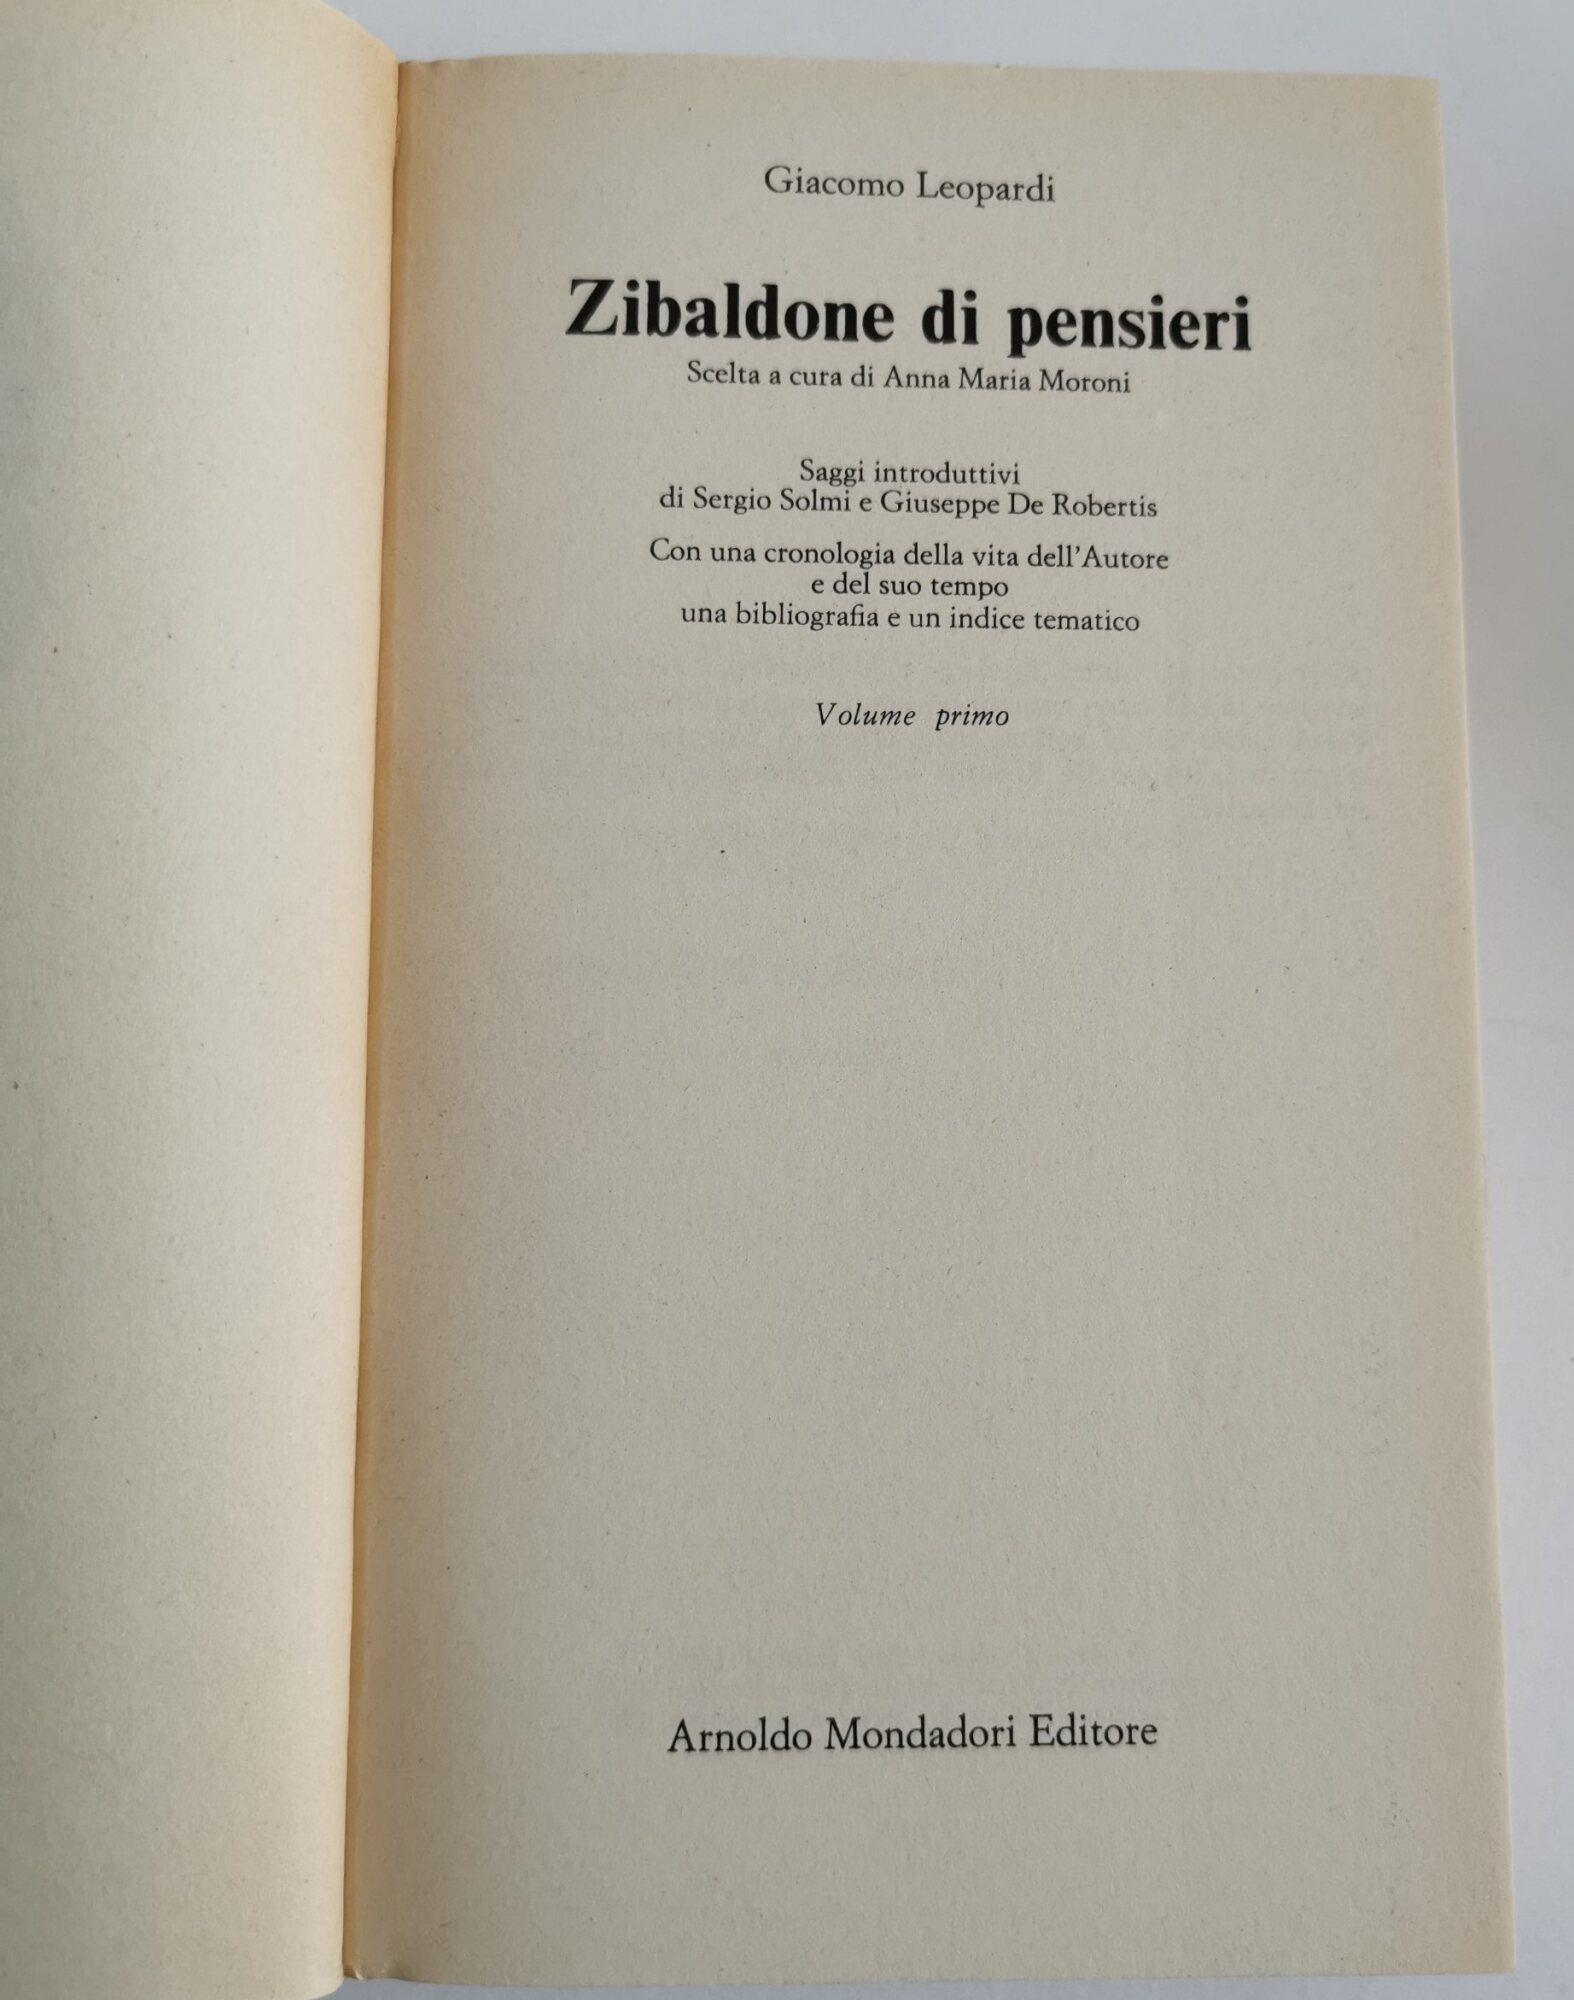 Giacomo Leopardi
Zibaldone di pensieri
Scelta a cura di Anna Maria Moroni
Saggi introduttivi
di Sergio Solmi e Giuseppe De Robertis
Con una cronologia della vita dell'Autore
e del suo tempo
una bibliografia e un indice tematico
Volume primo
Arnoldo Mondadori Editore